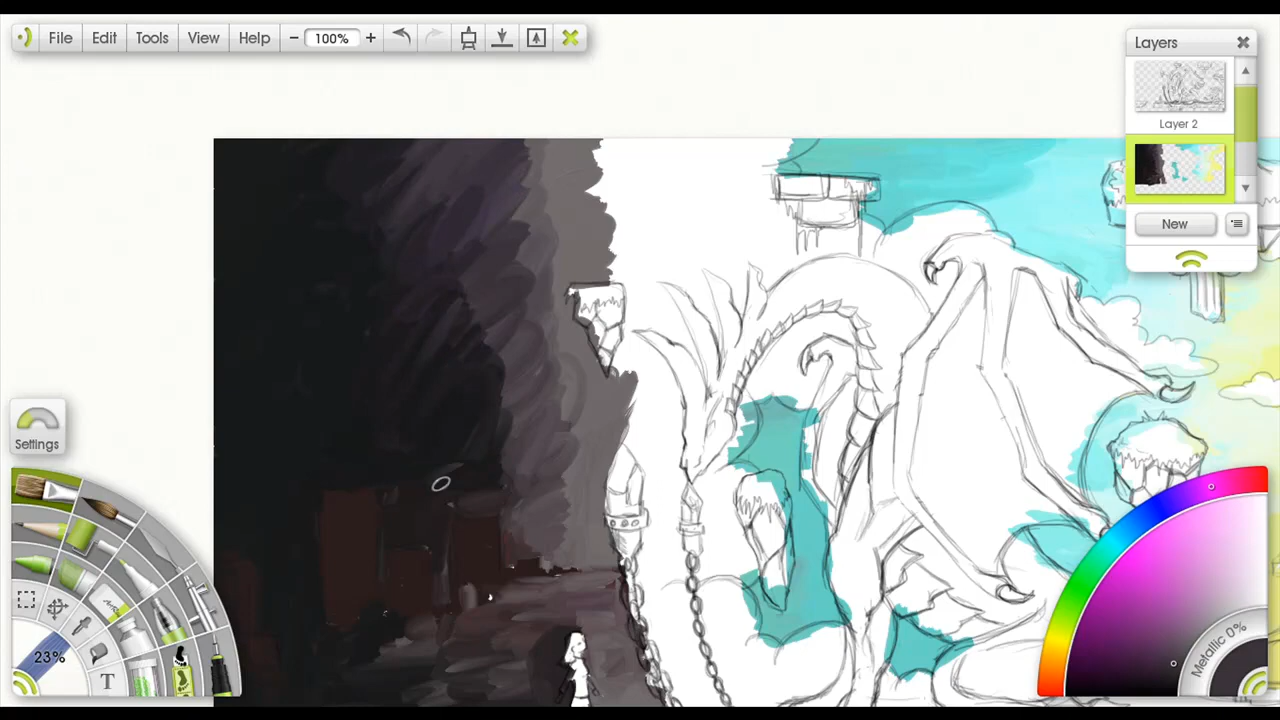 File Edit Tools View Help − 100% +
Layers
Layer 2
New
Settings
23%
T
Metallic 0%